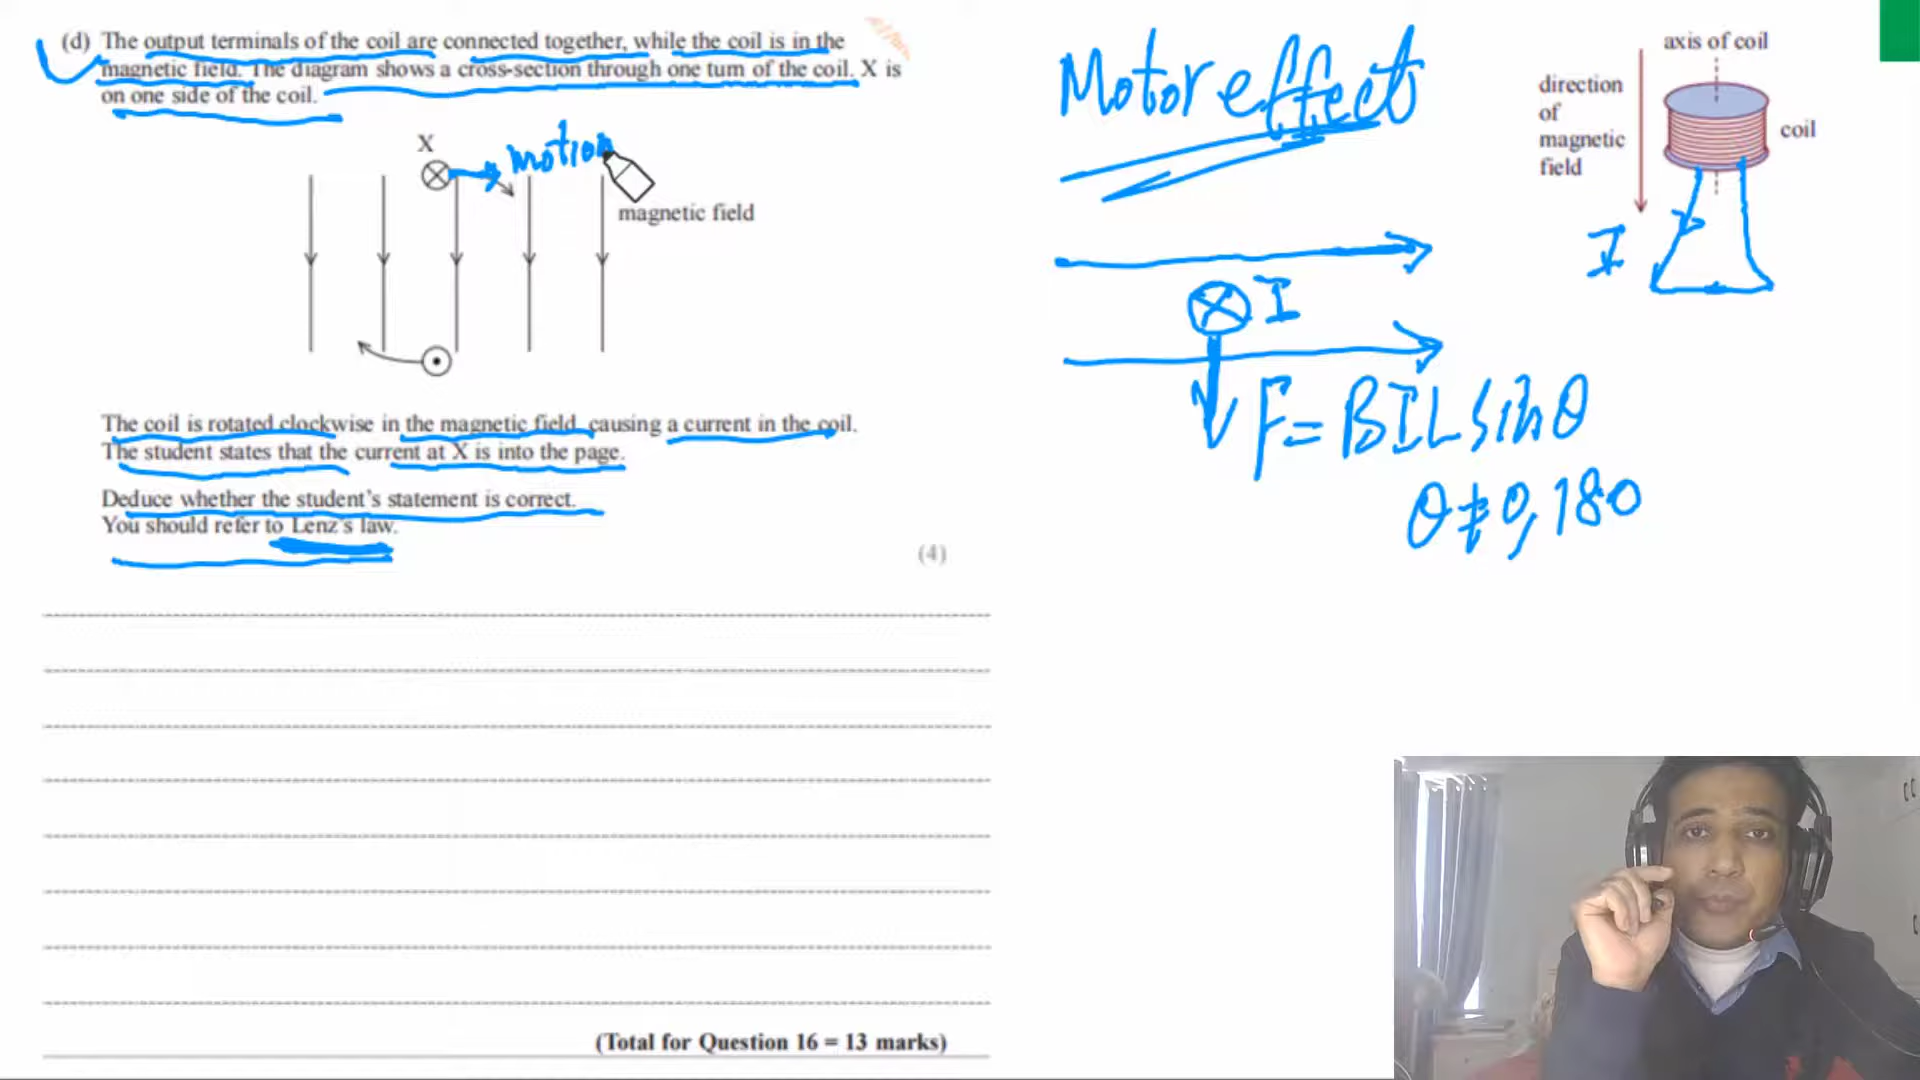 (d) The output terminals of the coil are connected together, while the coil is in the
magnetic field. The diagram shows a cross-section through one turn of the coil. X is
on one side of the coil.
X
motion
magnetic field
The coil is rotated clockwise in the magnetic field causing a current in the coil.
The student states that the current at X is into the page.
Deduce whether the student's statement is correct.
You should refer to Lenz's law.
(4)
(Total for Question 16 = 13 marks)
Motor effect
I
F = BIL sin θ
θ ≠ 0, 180
axis of coil
direction
of
magnetic
field
coil
I